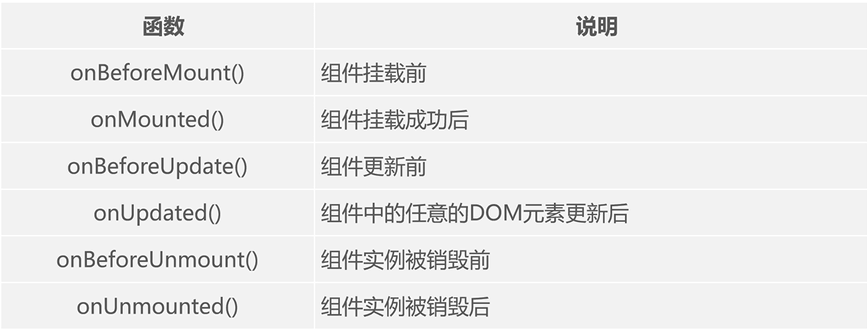 函数 说明
onBeforeMount() 组件挂载前
onMounted() 组件挂载成功后
onBeforeUpdate() 组件更新前
onUpdated() 组件中的任意的DOM元素更新后
onBeforeUnmount() 组件实例被销毁前
onUnmounted() 组件实例被销毁后